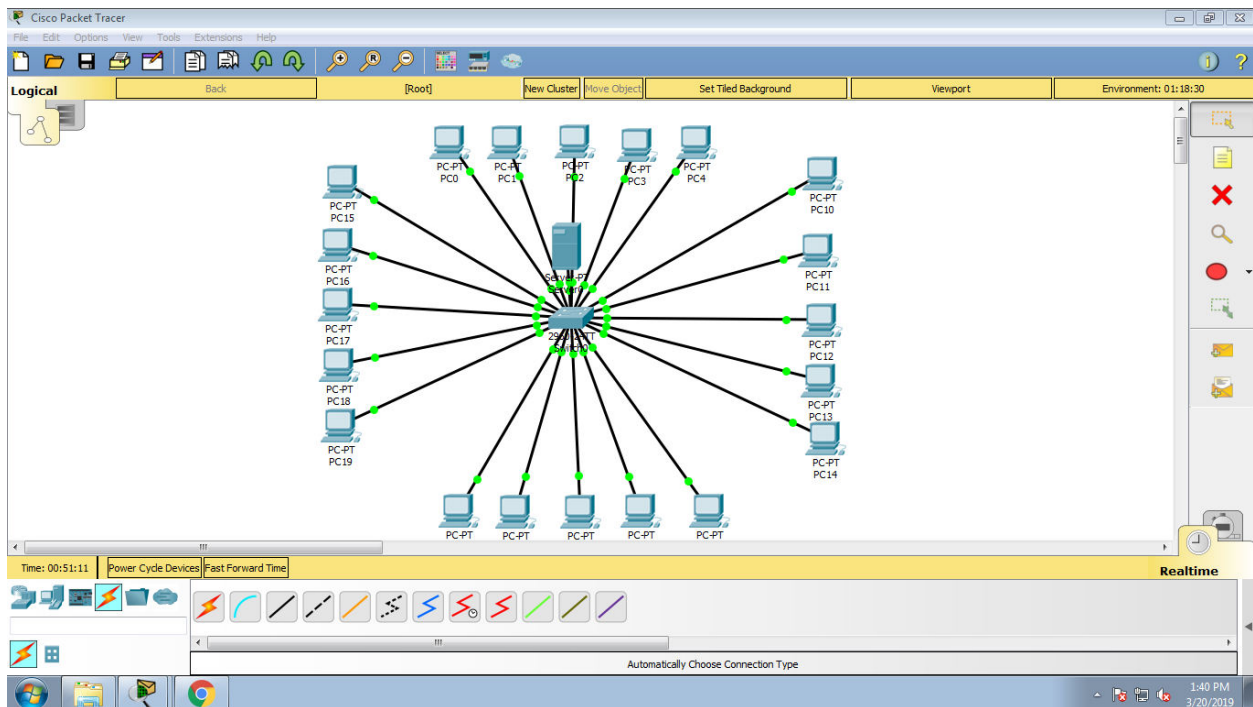 Cisco Packet Tracer
File Edit Options View Tools Extensions Help
Logical
Back
[Root]
New Cluster
Move Object
Set Tiled Background
Viewport
Environment: 01:18:30
PC-PT
PC0
PC-PT
PC1
PC-PT
PC2
PC-PT
PC3
PC-PT
PC4
PC-PT
PC15
PC-PT
PC10
PC-PT
PC16
PC-PT
PC11
Server-PT
PC-PT
PC17
PC-PT
PC12
PC-PT
PC18
PC-PT
PC13
PC-PT
PC19
PC-PT
PC14
Switch0
PC-PT
PC-PT
PC-PT
PC-PT
PC-PT
Time: 00:51:11
Power Cycle Devices
Fast Forward Time
Realtime
Automatically Choose Connection Type
1:40 PM
3/20/2019